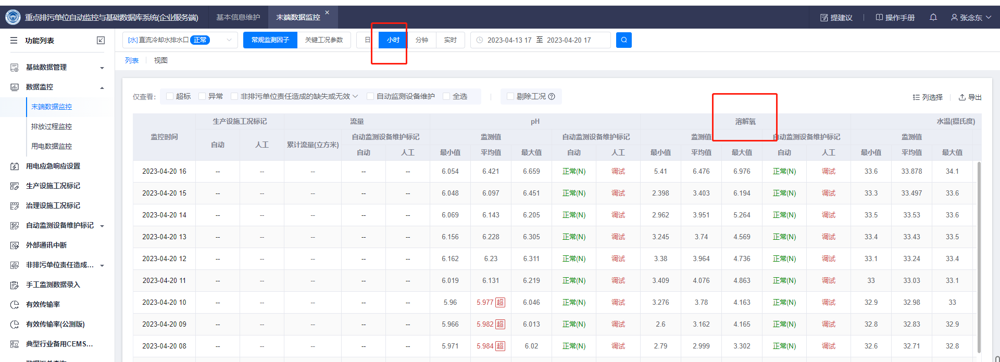 重点排污单位自动监控与基础数据库系统(企业服务端) 基本信息维护 末端数据监控 × 提建议 操作手册 张念东
功能列表
基础数据管理
数据监控
末端数据监控
排放过程监控
用电数据监控
用电应急响应设置
生产设施工况标记
治理设施工况标记
自动监测设备维护标记
外部通讯中断
非排污单位责任造成...
手工监测数据录入
有效传输率
有效传输率(公测版)
典型行业备用CEMS...
[水]直流冷却水排水口 正常 常规监测因子 关键工况参数 日 小时 分钟 实时 2023-04-13 17 至 2023-04-20 17
列表 视图
仅查看: 超标 异常 非排污单位责任造成的缺失或无效 自动监测设备维护 全选 剔除工况 ? 列选择 导出
监控时间 生产设施工况标记 流量 pH 溶解氧 水温(摄氏度)
自动 人工 累计流量(立方米) 自动监测设备维护标记 监测值 自动监测设备维护标记 监测值 自动监测设备维护标记 监测值
自动 人工 最小值 平均值 最大值 自动 人工 最小值 平均值 最大值 自动 人工 最小值 平均值 最大值
2023-04-20 16 -- -- -- -- -- 6.054 6.421 6.659 正常(N) 调试 5.41 6.476 6.976 正常(N) 调试 33.6 33.878 34.1
2023-04-20 15 -- -- -- -- -- 6.048 6.097 6.451 正常(N) 调试 2.398 3.403 6.194 正常(N) 调试 33.3 33.497 33.6
2023-04-20 14 -- -- -- -- -- 6.069 6.143 6.205 正常(N) 调试 2.962 3.951 5.264 正常(N) 调试 33.5 33.53 33.6
2023-04-20 13 -- -- -- -- -- 6.156 6.228 6.305 正常(N) 调试 3.245 3.74 4.569 正常(N) 调试 33.4 33.43 33.5
2023-04-20 12 -- -- -- -- -- 6.162 6.23 6.311 正常(N) 调试 3.38 3.964 4.736 正常(N) 调试 33.1 33.24 33.4
2023-04-20 11 -- -- -- -- -- 6.019 6.131 6.219 正常(N) 调试 3.409 4.076 4.863 正常(N) 调试 33 33.03 33.1
2023-04-20 10 -- -- -- -- -- 5.96 5.977 超 6.046 正常(N) 调试 3.276 3.78 4.163 正常(N) 调试 32.9 32.98 33
2023-04-20 09 -- -- -- -- -- 5.966 5.982 超 6.013 正常(N) 调试 2.6 3.162 4.165 正常(N) 调试 32.8 32.83 32.9
2023-04-20 08 -- -- -- -- -- 5.971 5.984 超 6.02 正常(N) 调试 2.79 2.999 3.302 正常(N) 调试 32.6 32.71 32.8